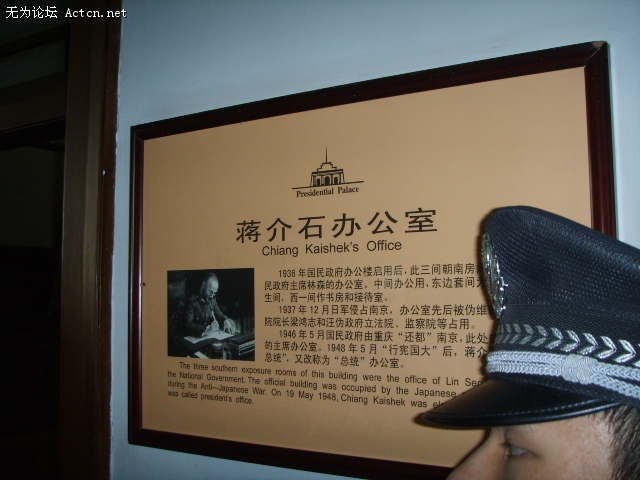 无为论坛 Actcn.net
Presidential Palace
蒋介石办公室
Chiang Kaishek's Office
1936年国民政府办公楼启用后,此三间朝南房
民政府主席林森的办公室。中间办公用,东边套间
生间,西一间作书房和接待室。
1937年12月日军侵占南京,办公室先后被伪维
院院长梁鸿志和汪伪政府立法院、监察院等占用。
1946年5月国民政府由重庆“还都”南京,此处
的主席办公室。1948年5月“行宪国大”后,蒋介
总统”,又改称为“总统”办公室。
The three southern exposure rooms of this building were the office of Lin Sen
the National Government. The official building was occupied by the Japanese
during the Anti—Japanese War. On 19 May 1948, Chiang Kaishek was
was called president's office.